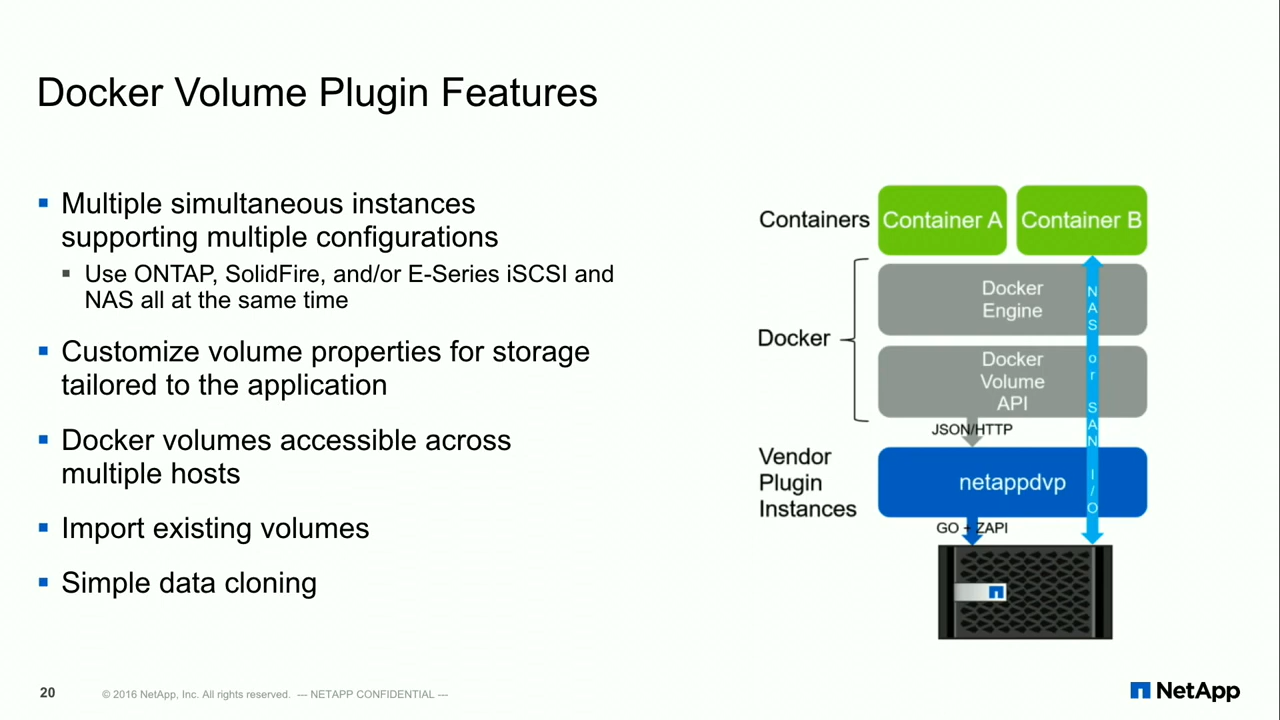 Docker Volume Plugin Features
Multiple simultaneous instances
supporting multiple configurations
Use ONTAP, SolidFire, and/or E-Series iSCSI and
NAS all at the same time
Customize volume properties for storage
tailored to the application
Docker volumes accessible across
multiple hosts
Import existing volumes
Simple data cloning
Containers
Container A
Container B
Docker
Docker
Engine
Docker
Volume
API
JSON/HTTP
Vendor
Plugin
Instances
netappdvp
GO + ZAPI
NAS or SAN I/O
20
© 2016 NetApp, Inc. All rights reserved. --- NETAPP CONFIDENTIAL ---
NetApp